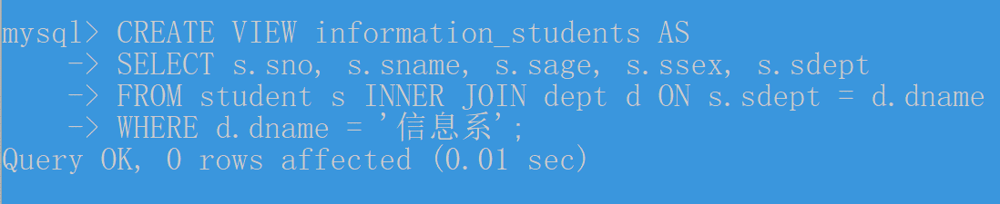 mysql> CREATE VIEW information_students AS
    -> SELECT s.sno, s.sname, s.sage, s.ssex, s.sdept
    -> FROM student s INNER JOIN dept d ON s.sdept = d.dname
    -> WHERE d.dname = '信息系';
Query OK, 0 rows affected (0.01 sec)